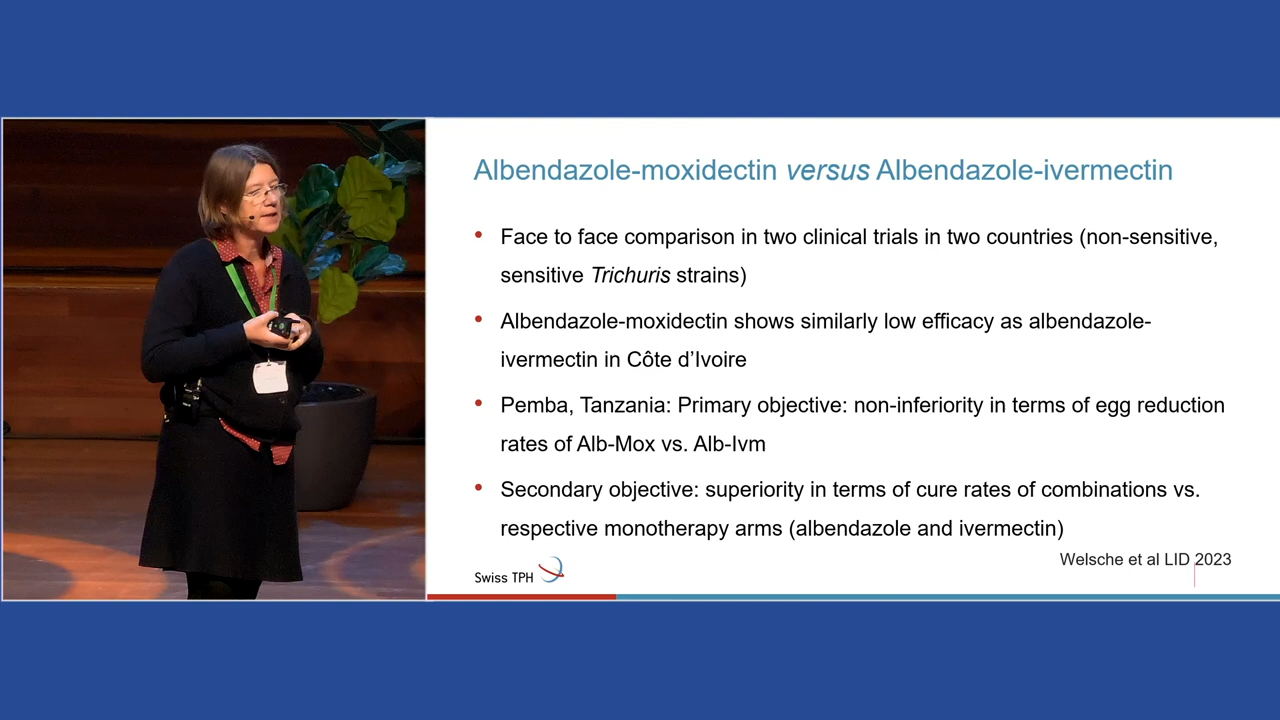 Albendazole-moxidectin versus Albendazole-ivermectin
• Face to face comparison in two clinical trials in two countries (non-sensitive,
sensitive Trichuris strains)
• Albendazole-moxidectin shows similarly low efficacy as albendazole-
ivermectin in Côte d’Ivoire
• Pemba, Tanzania: Primary objective: non-inferiority in terms of egg reduction
rates of Alb-Mox vs. Alb-Ivm
• Secondary objective: superiority in terms of cure rates of combinations vs.
respective monotherapy arms (albendazole and ivermectin)
Welsche et al LID 2023
Swiss TPH